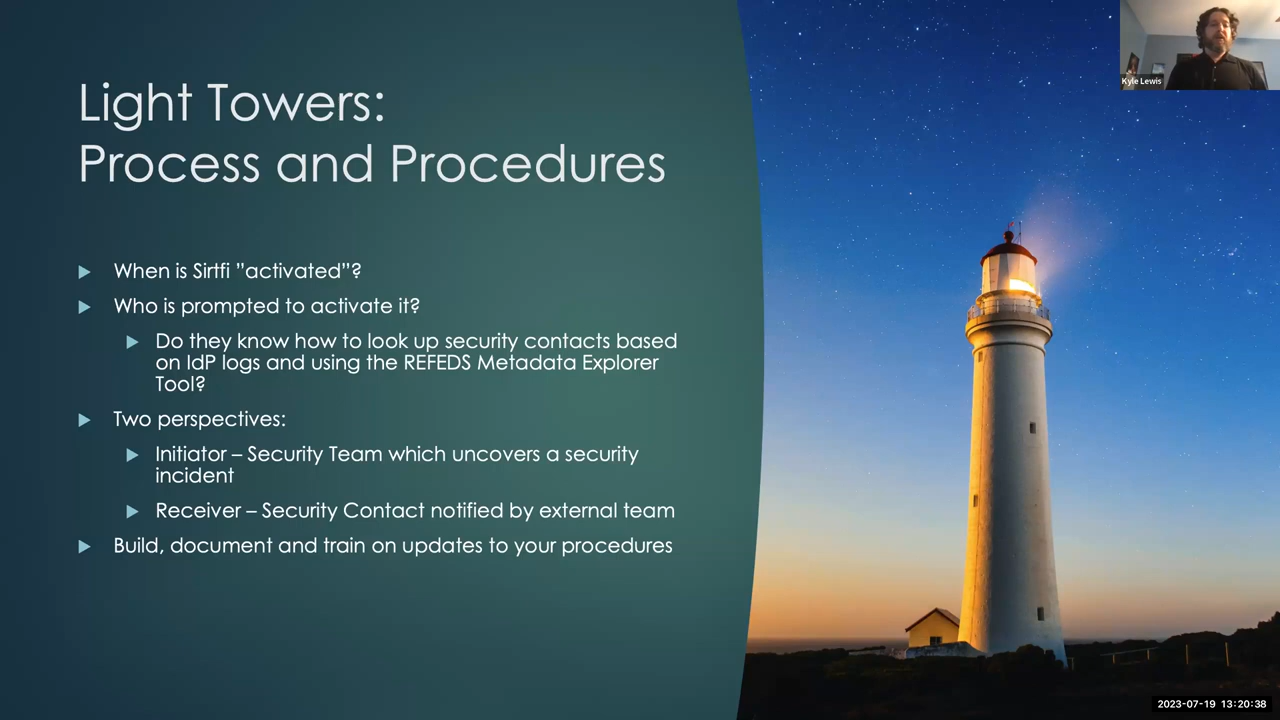 Light Towers:
Process and Procedures
When is Sirtfi ”activated”?
Who is prompted to activate it?
Do they know how to look up security contacts based
on IdP logs and using the REFEDS Metadata Explorer
Tool?
Two perspectives:
Initiator – Security Team which uncovers a security
incident
Receiver – Security Contact notified by external team
Build, document and train on updates to your procedures
Kyle Lewis
2023-07-19 13:20:38